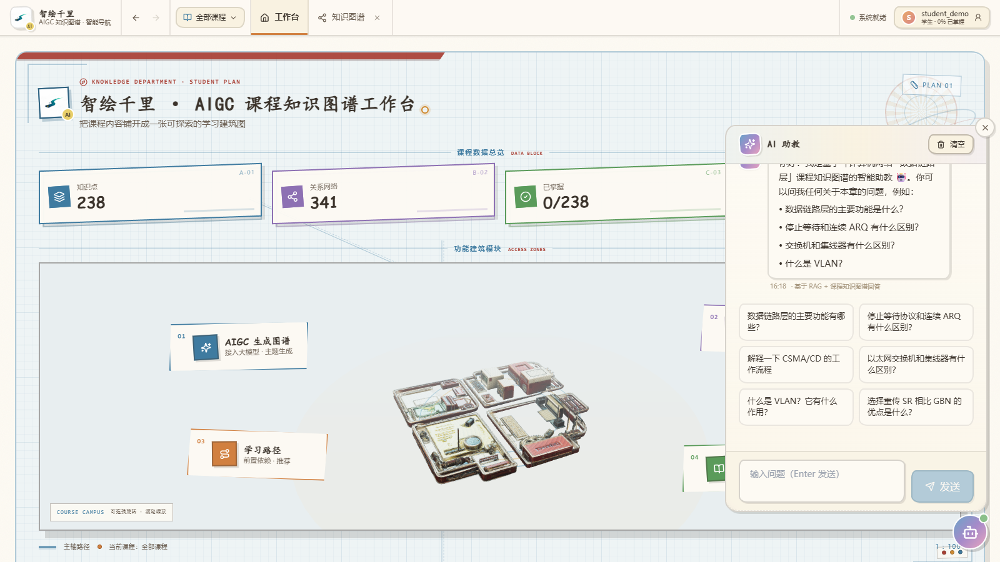 智绘千里
AIGC 知识图谱 · 智能导航
AI
全部课程
工作台
知识图谱
系统就绪
S
student_demo
学生 · 0% 已掌握
KNOWLEDGE DEPARTMENT · STUDENT PLAN
智绘千里 • AIGC 课程知识图谱工作台
AI
把课程内容铺开成一张可探索的学习建筑图
PLAN 01
课程数据总览 DATA BLOCK
A-01
知识点
238
B-02
关系网络
341
C-03
已掌握
0/238
功能建筑模块 ACCESS ZONES
01
AIGC 生成图谱
接入大模型 · 主题生成
02
03
学习路径
前置依赖 · 推荐
04
COURSE CAMPUS 可拖拽旋转 · 滚轮缩放
主轴路径
当前课程：全部课程
AI 助教
清空
层」课程知识图谱的智能助教 。你可
以问我任何关于本章的问题，例如：
• 数据链路层的主要功能是什么？
• 停止等待和连续 ARQ 有什么区别？
• 交换机和集线器有什么区别？
• 什么是 VLAN？
16:18 · 基于 RAG + 课程知识图谱回答
数据链路层的主要功能有哪
些？
停止等待协议和连续 ARQ
有什么区别？
解释一下 CSMA/CD 的工
作流程
以太网交换机和集线器有什
么区别？
什么是 VLAN？它有什么
作用？
选择重传 SR 相比 GBN 的
优点是什么？
输入问题（Enter 发送）
发送